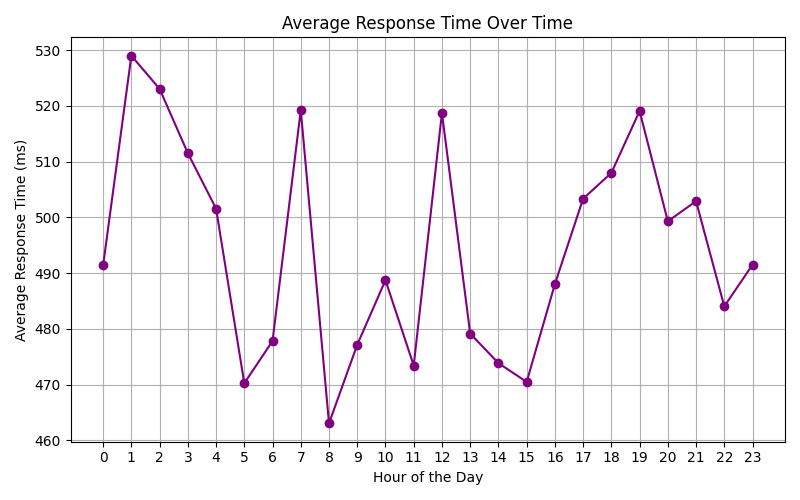 Average Response Time Over Time
Average Response Time (ms)
530
520
510
500
490
480
470
460
0 1 2 3 4 5 6 7 8 9 10 11 12 13 14 15 16 17 18 19 20 21 22 23
Hour of the Day